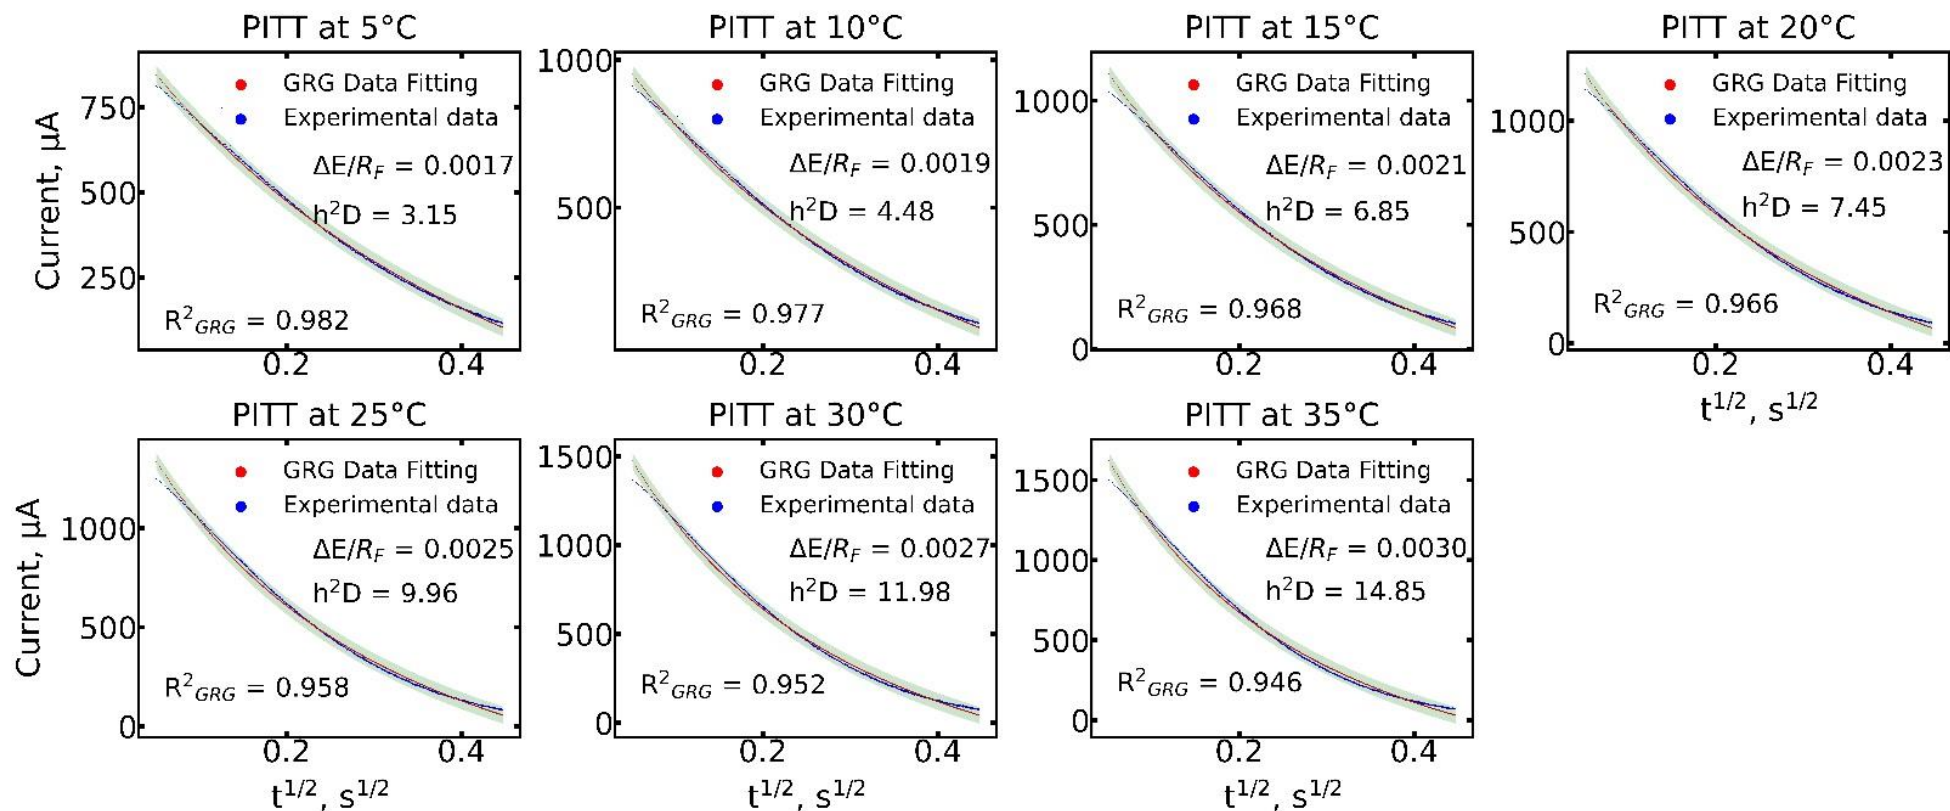 PITT at 5°C
750
500
250
Current, µA
GRG Data Fitting
Experimental data
ΔE/R_F = 0.0017
h²D = 3.15
R²_GRG = 0.982
0.2 0.4
PITT at 10°C
1000
500
GRG Data Fitting
Experimental data
ΔE/R_F = 0.0019
h²D = 4.48
R²_GRG = 0.977
0.2 0.4
PITT at 15°C
1000
500
0
GRG Data Fitting
Experimental data
ΔE/R_F = 0.0021
h²D = 6.85
R²_GRG = 0.968
0.2 0.4
PITT at 20°C
1000
500
0
GRG Data Fitting
Experimental data
ΔE/R_F = 0.0023
h²D = 7.45
R²_GRG = 0.966
0.2 0.4
t^1/2, s^1/2
PITT at 25°C
1000
500
0
Current, µA
GRG Data Fitting
Experimental data
ΔE/R_F = 0.0025
h²D = 9.96
R²_GRG = 0.958
0.2 0.4
t^1/2, s^1/2
PITT at 30°C
1500
1000
500
0
GRG Data Fitting
Experimental data
ΔE/R_F = 0.0027
h²D = 11.98
R²_GRG = 0.952
0.2 0.4
t^1/2, s^1/2
PITT at 35°C
1500
1000
500
0
GRG Data Fitting
Experimental data
ΔE/R_F = 0.0030
h²D = 14.85
R²_GRG = 0.946
0.2 0.4
t^1/2, s^1/2